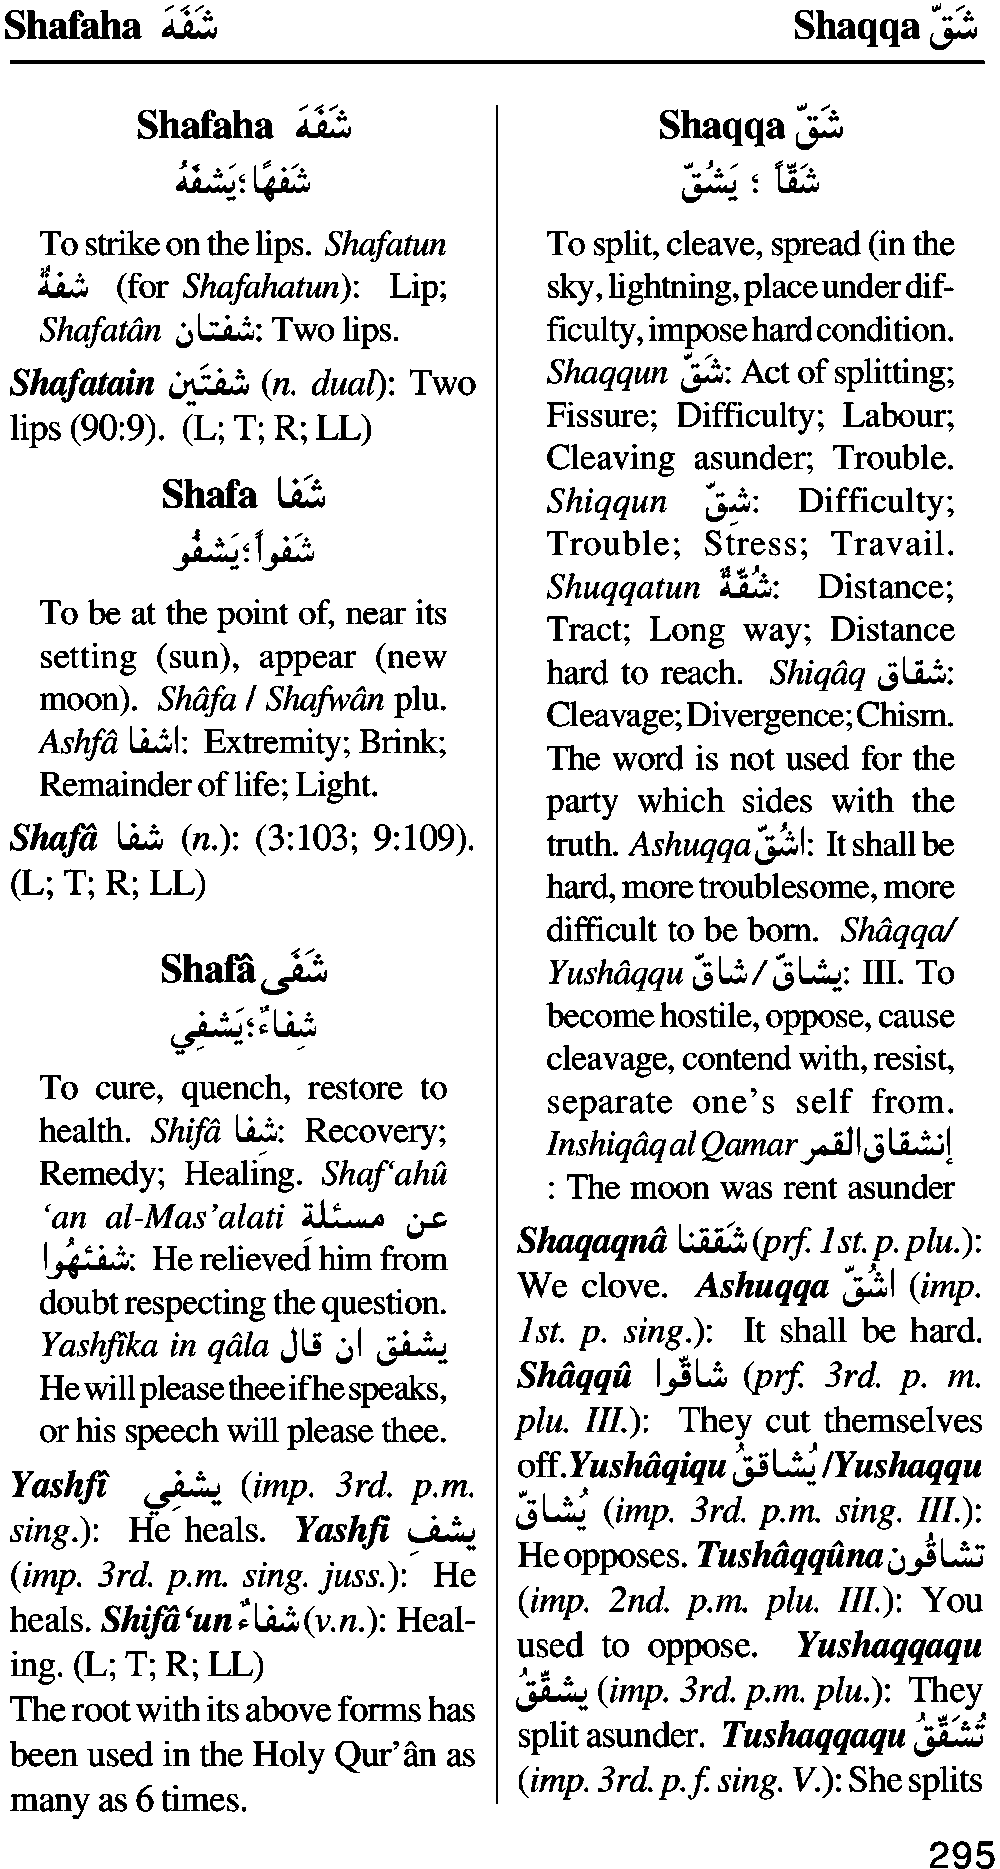 Shafaha شَفَهَ
Shaqqa شَقّ
Shafaha شَفَهَ
شَفهًا؛يَشفَهُ
To strike on the lips. Shafatun
شفةٌ (for Shafahatun): Lip;
Shafatân شفتان: Two lips.
Shafatain شفتَين (n. dual): Two
lips (90:9). (L; T; R; LL)
Shafa شَفا
شَفواً؛يَشفُو
To be at the point of, near its
setting (sun), appear (new
moon). Shâfa / Shafwân plu.
Ashfâ اشفا: Extremity; Brink;
Remainder of life; Light.
Shafâ شفا (n.): (3:103; 9:109).
(L; T; R; LL)
Shafâ شَفَى
شِفاءٌ؛يَشفِي
To cure, quench, restore to
health. Shifâ شِفا: Recovery;
Remedy; Healing. Shaf‘ahû
‘an al-Mas’alati عن مسئلة
شفئهُوا: He relieved him from
doubt respecting the question.
Yashfîka in qâla يشفق ان قال
He will please thee if he speaks,
or his speech will please thee.
Yashfî يشفِي (imp. 3rd. p.m.
sing.): He heals. Yashfi يشفِ
(imp. 3rd. p.m. sing. juss.): He
heals. Shifâ‘un شفاءٌ (v.n.): Heal-
ing. (L; T; R; LL)
The root with its above forms has
been used in the Holy Qur’ân as
many as 6 times.
Shaqqa شَقّ
شَقّاً ؛ يَشُقّ
To split, cleave, spread (in the
sky, lightning, place under dif-
ficulty, impose hard condition.
Shaqqun شَقّ: Act of splitting;
Fissure; Difficulty; Labour;
Cleaving asunder; Trouble.
Shiqqun شِقّ: Difficulty;
Trouble; Stress; Travail.
Shuqqatun شُقّةٌ: Distance;
Tract; Long way; Distance
hard to reach. Shiqâq شقاق:
Cleavage; Divergence; Chism.
The word is not used for the
party which sides with the
truth. Ashuqqa اشُقّ: It shall be
hard, more troublesome, more
difficult to be born. Shâqqa/
Yushâqqu يشاقّ / شاقّ: III. To
become hostile, oppose, cause
cleavage, contend with, resist,
separate one’s self from.
Inshiqâq al Qamar إنشقاق القمر
: The moon was rent asunder
Shaqaqnâ شَققنا (prf. 1st. p. plu.):
We clove. Ashuqqa اشُقّ (imp.
1st. p. sing.): It shall be hard.
Shâqqû شاقّوا (prf. 3rd. p. m.
plu. III.): They cut themselves
off. Yushâqiqu يُشاققُ /Yushaqqu
يُشاقّ (imp. 3rd. p.m. sing. III.):
He opposes. Tushâqqûna تشاقُون
(imp. 2nd. p.m. plu. III.): You
used to oppose. Yushaqqaqu
يشقّقُ (imp. 3rd. p.m. plu.): They
split asunder. Tushaqqaqu تُشَقّقُ
(imp. 3rd. p.f. sing. V.): She splits
295